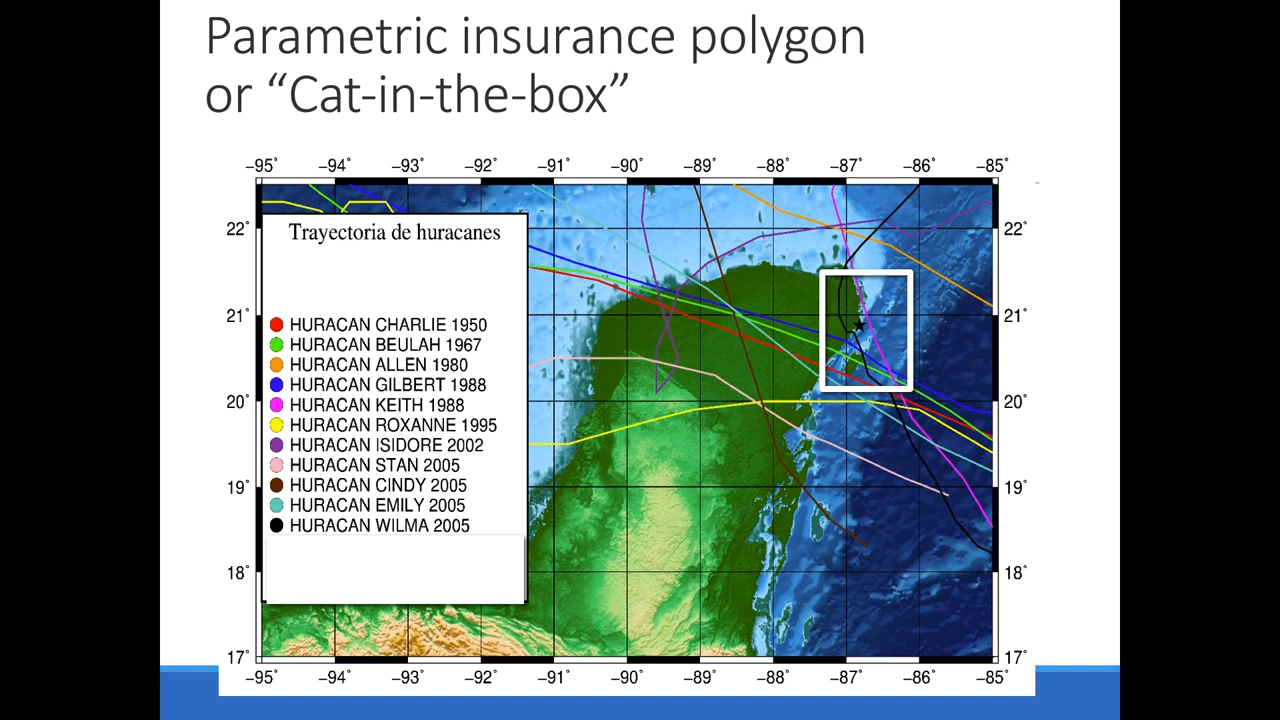 Parametric insurance polygon
or “Cat-in-the-box”
−95˚ −94˚ −93˚ −92˚ −91˚ −90˚ −89˚ −88˚ −87˚ −86˚ −85˚
22˚ 22˚
Trayectoria de huracanes
21˚ 21˚
HURACAN CHARLIE 1950
HURACAN BEULAH 1967
HURACAN ALLEN 1980
HURACAN GILBERT 1988
20˚ 20˚
HURACAN KEITH 1988
HURACAN ROXANNE 1995
HURACAN ISIDORE 2002
HURACAN STAN 2005
19˚ 19˚
HURACAN CINDY 2005
HURACAN EMILY 2005
HURACAN WILMA 2005
18˚ 18˚
17˚ 17˚
−95˚ −94˚ −93˚ −92˚ −91˚ −90˚ −89˚ −88˚ −87˚ −86˚ −85˚